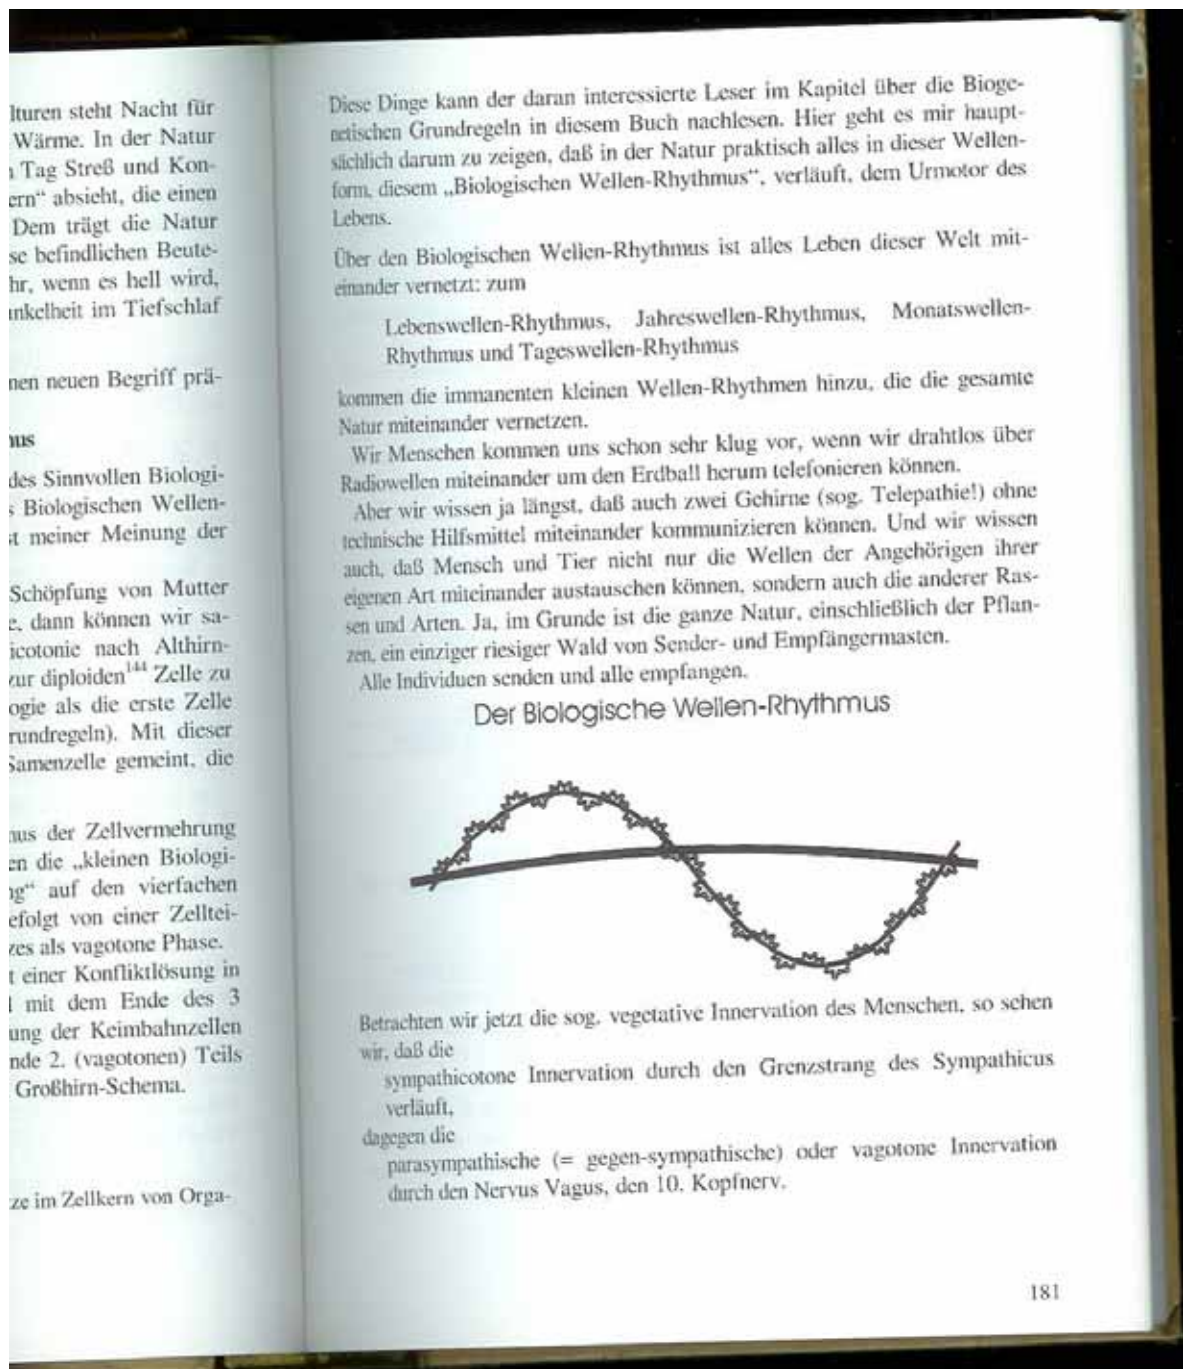 lturen steht Nacht für
Wärme. In der Natur
Tag Streß und Kon-
ern“ absieht, die einen
Dem trägt die Natur
se befindlichen Beute-
hr, wenn es hell wird,
nkelheit im Tiefschlaf
nen neuen Begriff prä-
us
des Sinnvollen Biologi-
s Biologischen Wellen-
st meiner Meinung der
Schöpfung von Mutter
e, dann können wir sa-
icotonie nach Althirn-
zur diploiden¹⁴⁴ Zelle zu
ogie als die erste Zelle
rundregeln). Mit dieser
Samenzelle gemeint, die
us der Zellvermehrung
en die „kleinen Biologi-
ng“ auf den vierfachen
efolgt von einer Zelltei-
zes als vagotone Phase.
t einer Konfliktlösung in
mit dem Ende des 3
ung der Keimbahnzellen
nde 2. (vagotonen) Teils
Großhirn-Schema.
ze im Zellkern von Orga-
Diese Dinge kann der daran interessierte Leser im Kapitel über die Bioge-
netischen Grundregeln in diesem Buch nachlesen. Hier geht es mir haupt-
sächlich darum zu zeigen, daß in der Natur praktisch alles in dieser Wellen-
form, diesem „Biologischen Wellen-Rhythmus“, verläuft, dem Urmotor des
Lebens.
Über den Biologischen Wellen-Rhythmus ist alles Leben dieser Welt mit-
einander vernetzt: zum
Lebenswellen-Rhythmus, Jahreswellen-Rhythmus, Monatswellen-
Rhythmus und Tageswellen-Rhythmus
kommen die immanenten kleinen Wellen-Rhythmen hinzu, die die gesamte
Natur miteinander vernetzen.
Wir Menschen kommen uns schon sehr klug vor, wenn wir drahtlos über
Radiowellen miteinander um den Erdball herum telefonieren können.
Aber wir wissen ja längst, daß auch zwei Gehirne (sog. Telepathie!) ohne
technische Hilfsmittel miteinander kommunizieren können. Und wir wissen
auch, daß Mensch und Tier nicht nur die Wellen der Angehörigen ihrer
eigenen Art miteinander austauschen können, sondern auch die anderer Ras-
sen und Arten. Ja, im Grunde ist die ganze Natur, einschließlich der Pflan-
zen, ein einziger riesiger Wald von Sender- und Empfängermasten.
Alle Individuen senden und alle empfangen.
Der Biologische Wellen-Rhythmus
Betrachten wir jetzt die sog. vegetative Innervation des Menschen, so sehen
wir, daß die
sympathicotone Innervation durch den Grenzstrang des Sympathicus
verläuft,
dagegen die
parasympathische (= gegen-sympathische) oder vagotone Innervation
durch den Nervus Vagus, den 10. Kopfnerv.
181